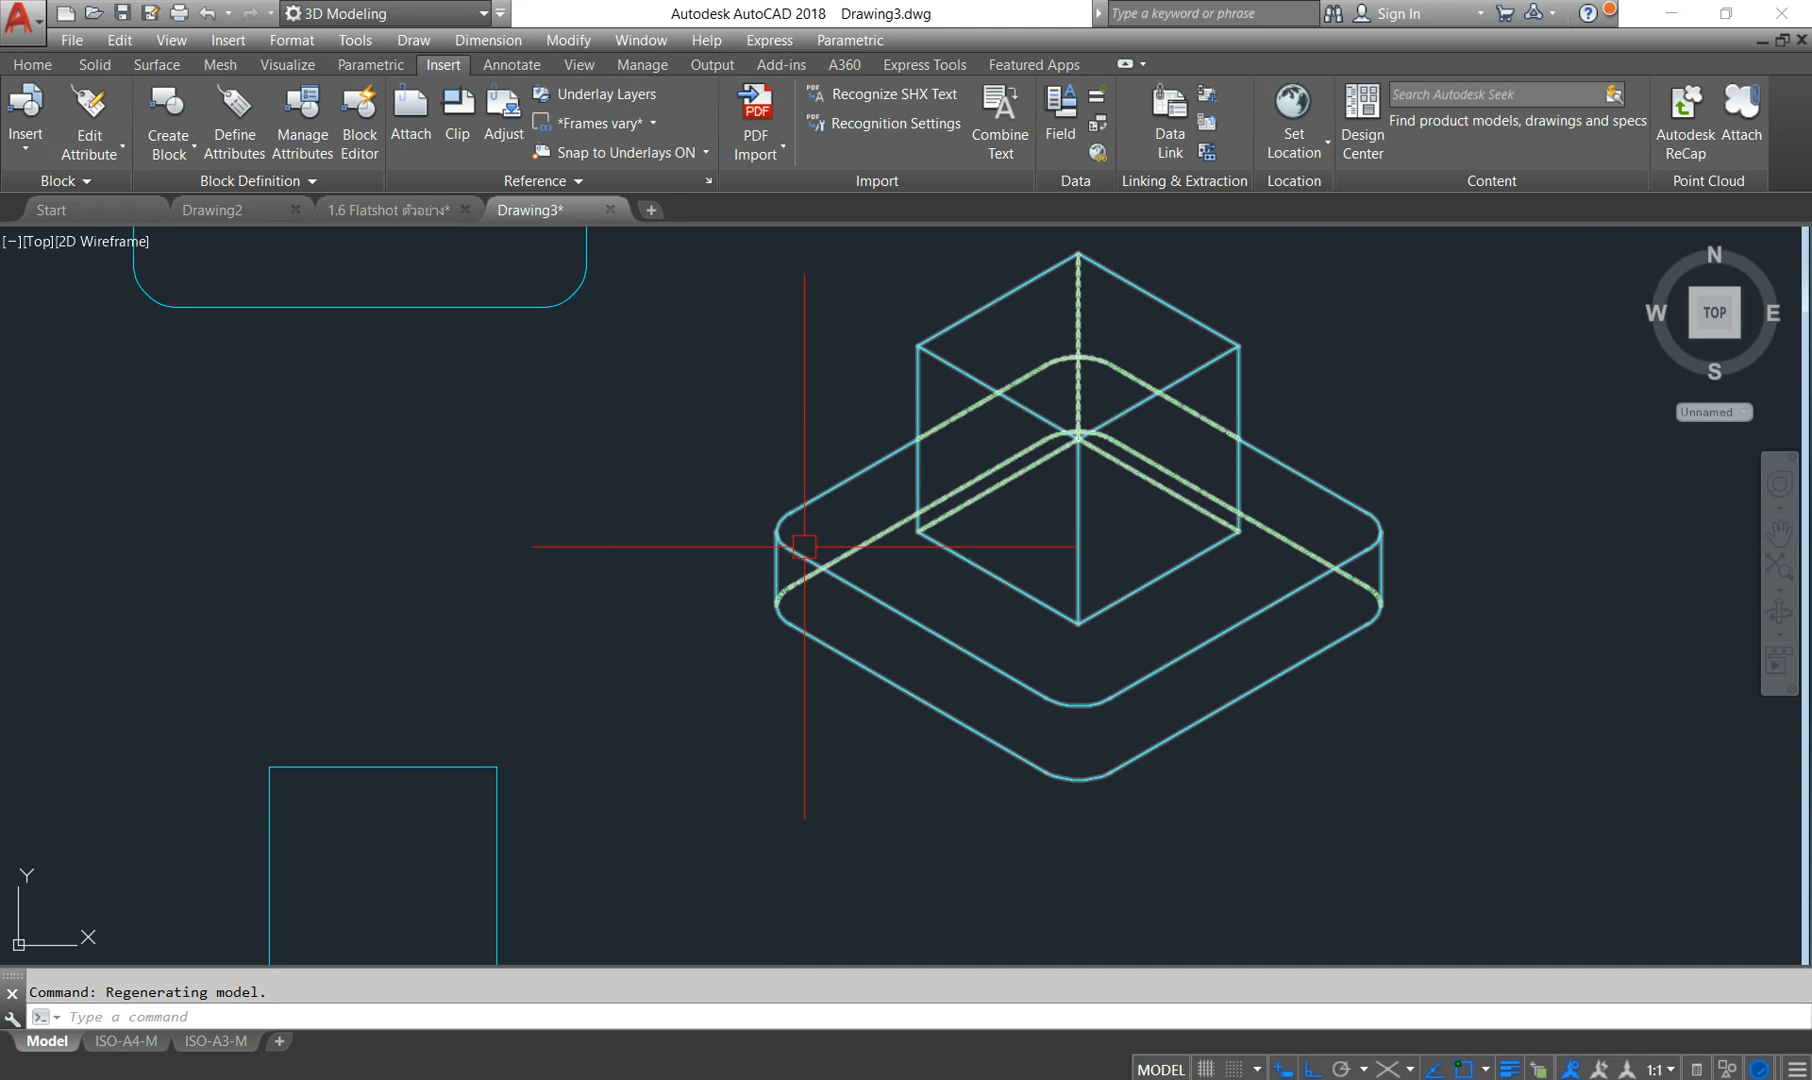 3D Modeling
Autodesk AutoCAD 2018 Drawing3.dwg
Type a keyword or phrase
Sign In
File Edit View Insert Format Tools Draw Dimension Modify Window Help Express Parametric
Home Solid Surface Mesh Visualize Parametric Insert Annotate View Manage Output Add-ins A360 Express Tools Featured Apps
Insert
Edit Attribute
Create Block
Define Attributes
Manage Attributes
Block Editor
Attach
Clip
Adjust
Underlay Layers
*Frames vary*
Snap to Underlays ON
PDF
PDF Import
Recognize SHX Text
Recognition Settings
Combine Text
Field
Data Link
Set Location
Design Center
Search Autodesk Seek
Find product models, drawings and specs
Autodesk ReCap
Attach
Block
Block Definition
Reference
Import
Data
Linking & Extraction
Location
Content
Point Cloud
Start
Drawing2
1.6 Flatshot ตัวอย่าง*
Drawing3*
[−][Top][2D Wireframe]
N
W
TOP
E
S
Unnamed
Y
X
Command: Regenerating model.
Type a command
Model
ISO-A4-M
ISO-A3-M
MODEL
1:1